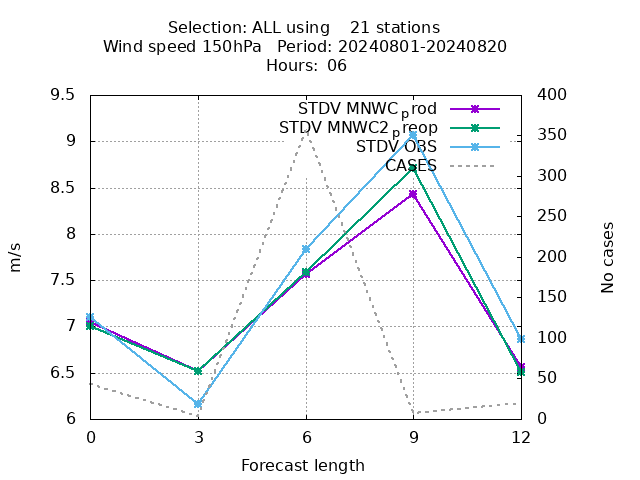 Selection: ALL using 21 stations
Wind speed 150hPa Period: 20240801-20240820
Hours: 06
STDV MNWCprod
STDV MNWC2preop
STDV OBS
CASES
9.5
9
8.5
8
7.5
7
6.5
6
400
350
300
250
200
150
100
50
0
m/s
No cases
0 3 6 9 12
Forecast length